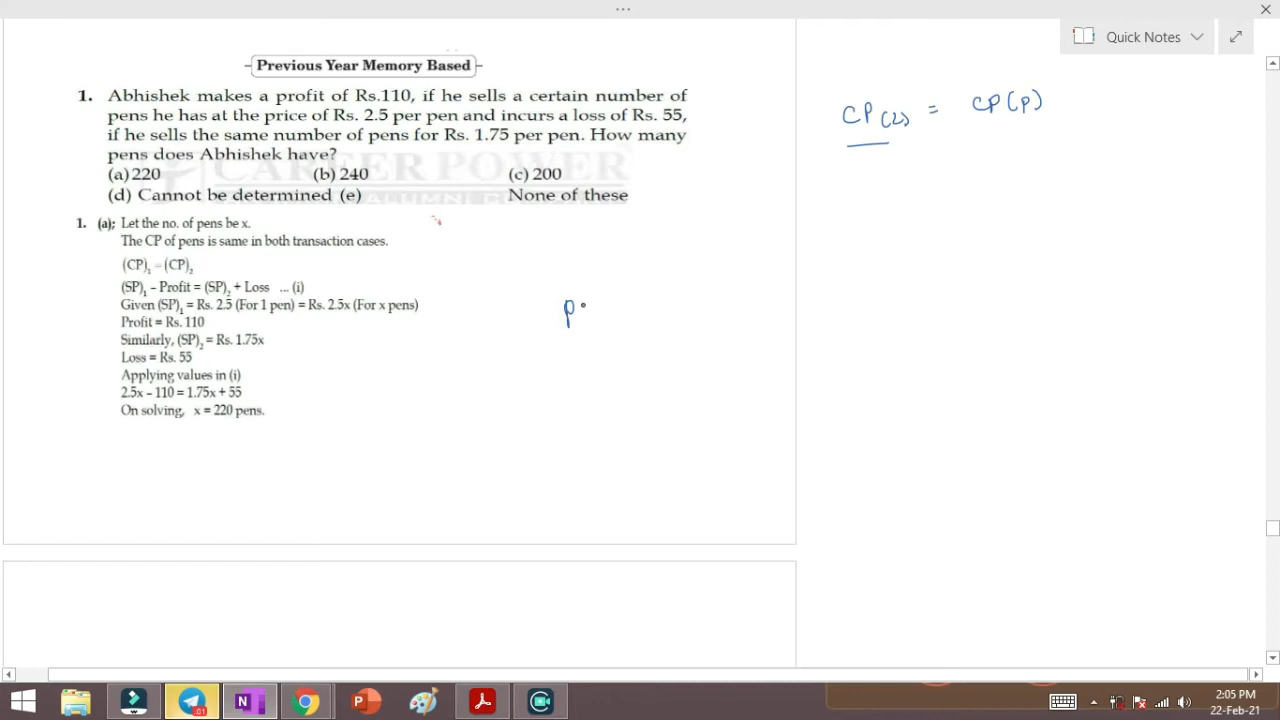 Quick Notes
Previous Year Memory Based
1. Abhishek makes a profit of Rs.110, if he sells a certain number of
pens he has at the price of Rs. 2.5 per pen and incurs a loss of Rs. 55,
if he sells the same number of pens for Rs. 1.75 per pen. How many
pens does Abhishek have?
(a) 220 (b) 240 (c) 200
(d) Cannot be determined (e) None of these
CAREER POWER
1. (a); Let the no. of pens be x.
The CP of pens is same in both transaction cases.
(CP)₁ = (CP)₂
(SP)₁ – Profit = (SP)₂ + Loss ... (i)
Given (SP)₁ = Rs. 2.5 (For 1 pen) = Rs. 2.5x (For x pens)
Profit = Rs. 110
Similarly, (SP)₂ = Rs. 1.75x
Loss = Rs. 55
Applying values in (i)
2.5x – 110 = 1.75x + 55
On solving, x = 220 pens.
CP = CP(P)
P
2:05 PM
22-Feb-21